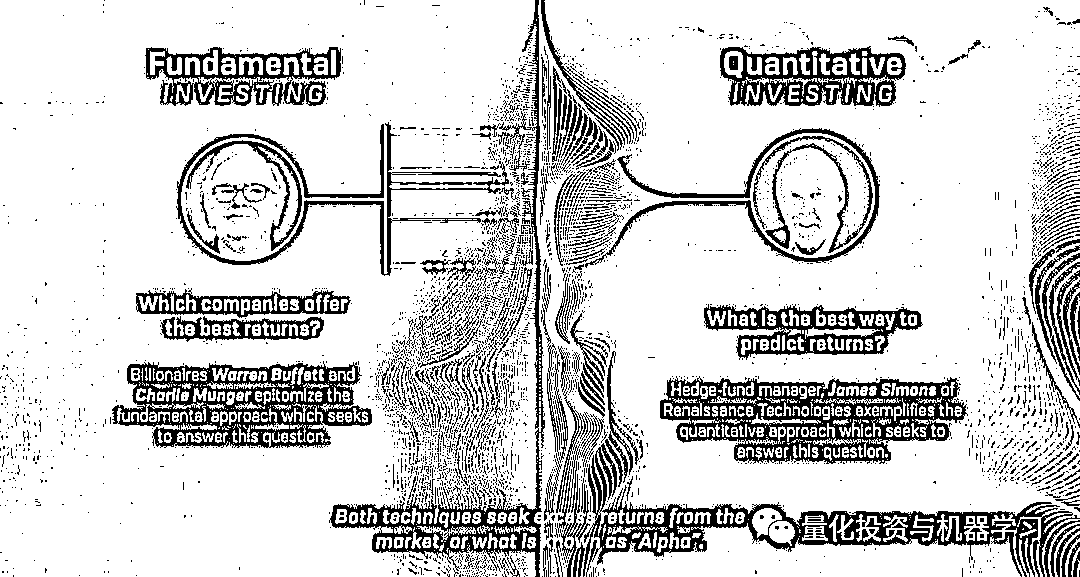 Fundamental
INVESTING
Which companies offer
the best returns?
Billionaires Warren Buffett and
Charlie Munger epitomize the
fundamental approach which seeks
to answer this question.
Quantitative
INVESTING
What is the best way to
predict returns?
Hedge-fund manager, James Simons of
Renaissance Technologies exemplifies the
quantitative approach which seeks to
answer this question.
Both techniques seek excess returns from the
market, or what is known as "Alpha".
量化投资与机器学习